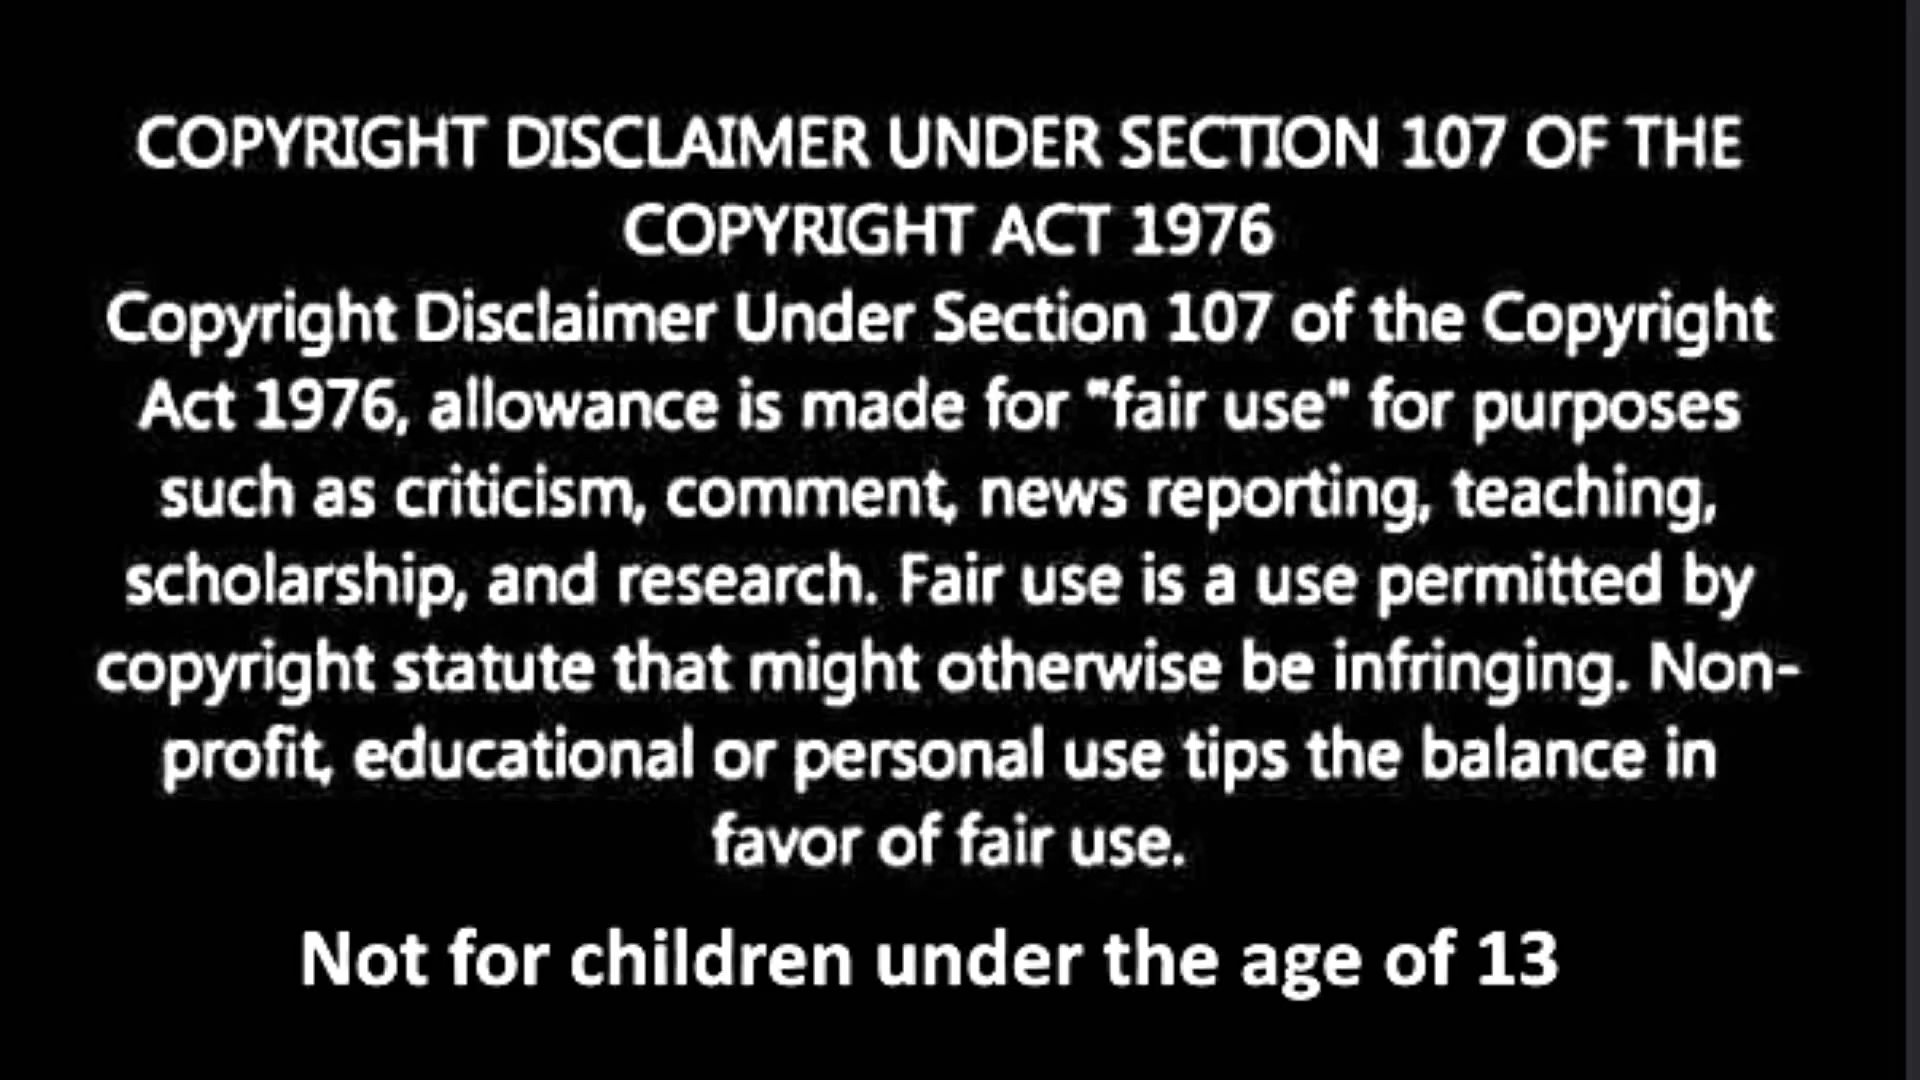 COPYRIGHT DISCLAIMER UNDER SECTION 107 OF THE
COPYRIGHT ACT 1976
Copyright Disclaimer Under Section 107 of the Copyright
Act 1976, allowance is made for "fair use" for purposes
such as criticism, comment, news reporting, teaching,
scholarship, and research. Fair use is a use permitted by
copyright statute that might otherwise be infringing. Non-
profit, educational or personal use tips the balance in
favor of fair use.
Not for children under the age of 13